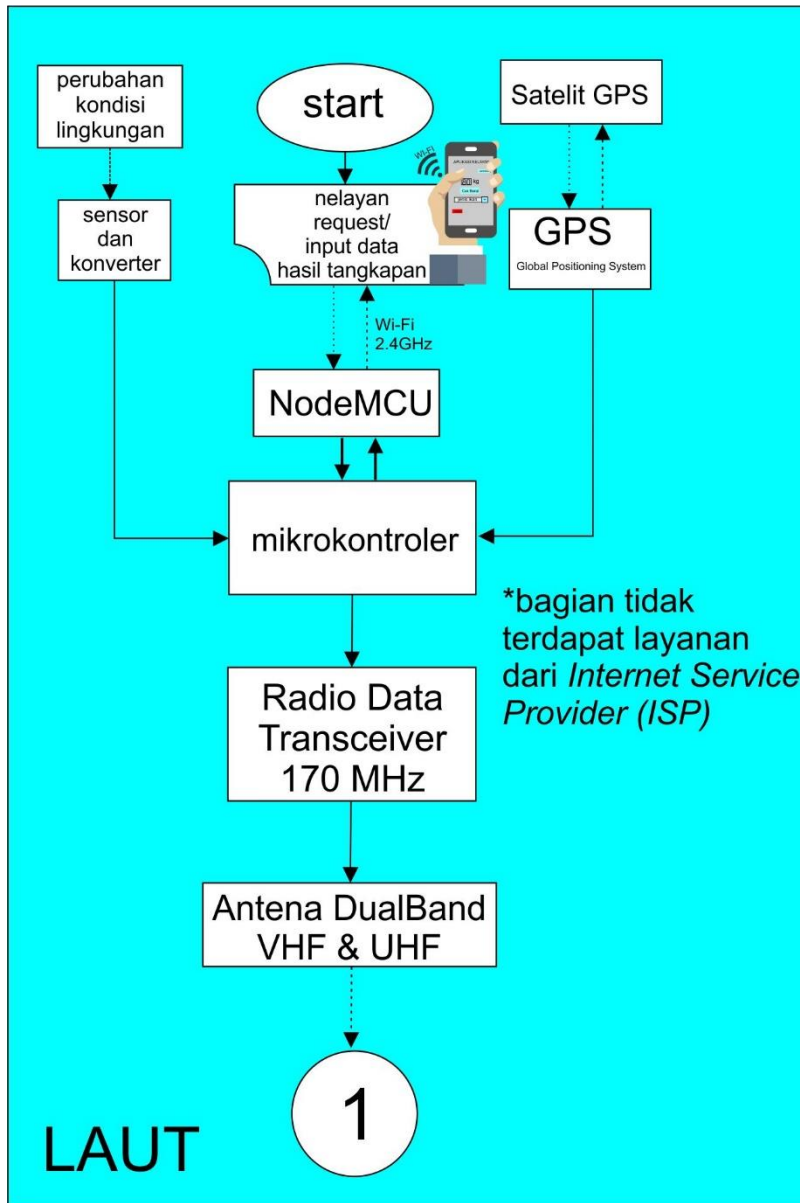 perubahan
kondisi
lingkungan
start
Satelit GPS
Wi-Fi
sensor
dan
konverter
nelayan
request/
input data
hasil tangkapan
GPS
Global Positioning System
Wi-Fi
2.4GHz
NodeMCU
mikrokontroler
*bagian tidak
terdapat layanan
dari Internet Service
Provider (ISP)
Radio Data
Transceiver
170 MHz
Antena DualBand
VHF & UHF
1
LAUT